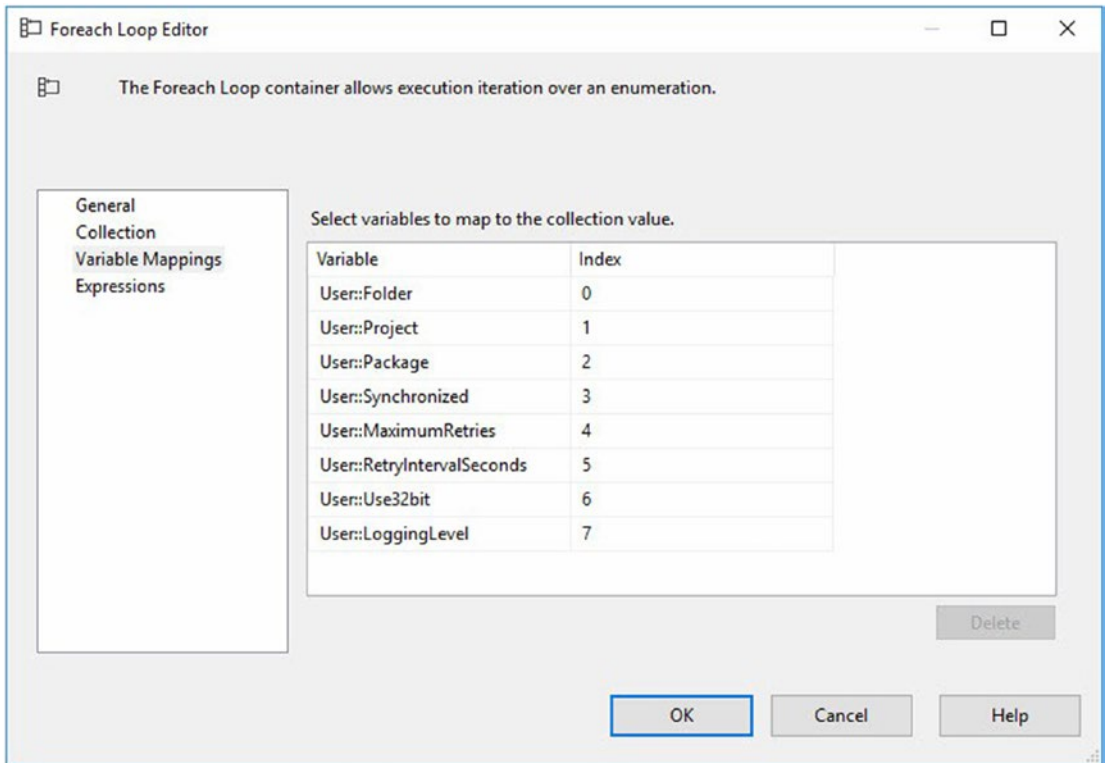 Foreach Loop Editor
The Foreach Loop container allows execution iteration over an enumeration.
General
Collection
Variable Mappings
Expressions
Select variables to map to the collection value.
Variable Index
User::Folder 0
User::Project 1
User::Package 2
User::Synchronized 3
User::MaximumRetries 4
User::RetryIntervalSeconds 5
User::Use32bit 6
User::LoggingLevel 7
Delete
OK Cancel Help